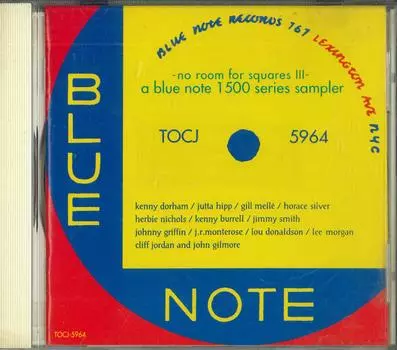 BLUE NOTE RECORDS 767 LEXINGTON AVE NYC
-no room for squares III-
a blue note 1500 series sampler
TOCJ 5964
BLUE
kenny dorham / jutta hipp / gill mellé / horace silver
herbie nichols / kenny burrell / jimmy smith
johnny griffin / j.r.monterose / lou donaldson / lee morgan
cliff jordan and john gilmore
NOTE
TOCJ-5964